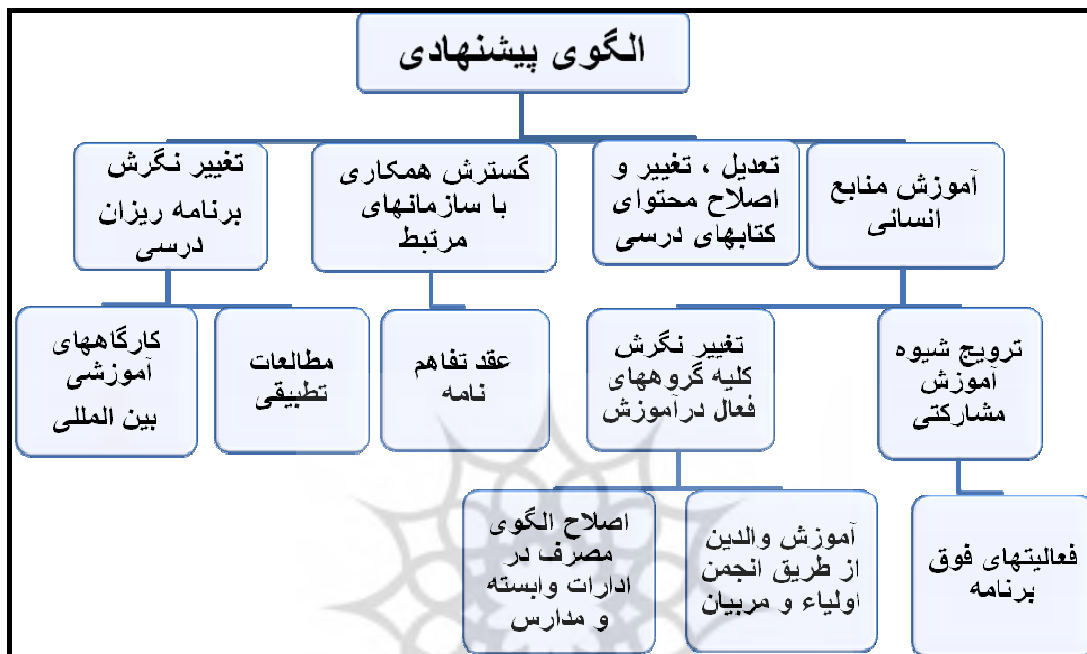 الگوی پیشنهادی
آموزش منابع
انسانی
تعدیل ، تغییر و
اصلاح محتوای
کتابهای درسی
گسترش همکاری
با سازمانهای
مرتبط
تغییر نگرش
برنامه ریزان
درسی
ترویج شیوه
آموزش
مشارکتی
تغییر نگرش
کلیه گروههای
فعال درآموزش
عقد تفاهم
نامه
مطالعات
تطبیقی
کارگاههای
آموزشی
بین المللی
فعالیتهای فوق
برنامه
آموزش والدین
از طریق انجمن
اولیاء و مربیان
اصلاح الگوی
مصرف در
ادارات وابسته
و مدارس